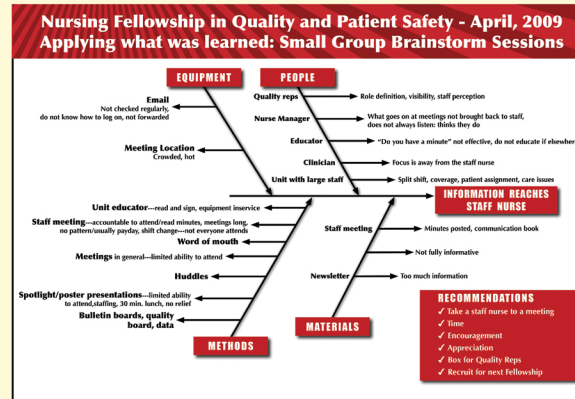 Nursing Fellowship in Quality and Patient Safety - April, 2009
Applying what was learned: Small Group Brainstorm Sessions
EQUIPMENT
PEOPLE
Email
Not checked regularly,
do not know how to log on, not forwarded
Meeting Location
Crowded, hot
Quality reps
Role definition, visibility, staff perception
Nurse Manager
What goes on at meetings not brought back to staff,
does not always listen: thinks they do
Educator
“Do you have a minute” not effective, do not educate if elsewhere
Clinician
Focus is away from the staff nurse
Unit with large staff
Split shift, coverage, patient assignment, care issues
INFORMATION REACHES
STAFF NURSE
Unit educator---read and sign, equipment inservice
Staff meeting---accountable to attend/read minutes, meetings long,
no pattern/usually payday, shift change---not everyone attends
Word of mouth
Meetings in general---limited ability to attend
Huddles
Spotlight/poster presentations---limited ability
to attend,staffing, 30 min. lunch, no relief
Bulletin boards, quality
board, data
METHODS
Staff meeting
Minutes posted, communication book
Not fully informative
Newsletter
Too much information
MATERIALS
RECOMMENDATIONS
✓ Take a staff nurse to a meeting
✓ Time
✓ Encouragement
✓ Appreciation
✓ Box for Quality Reps
✓ Recruit for next Fellowship